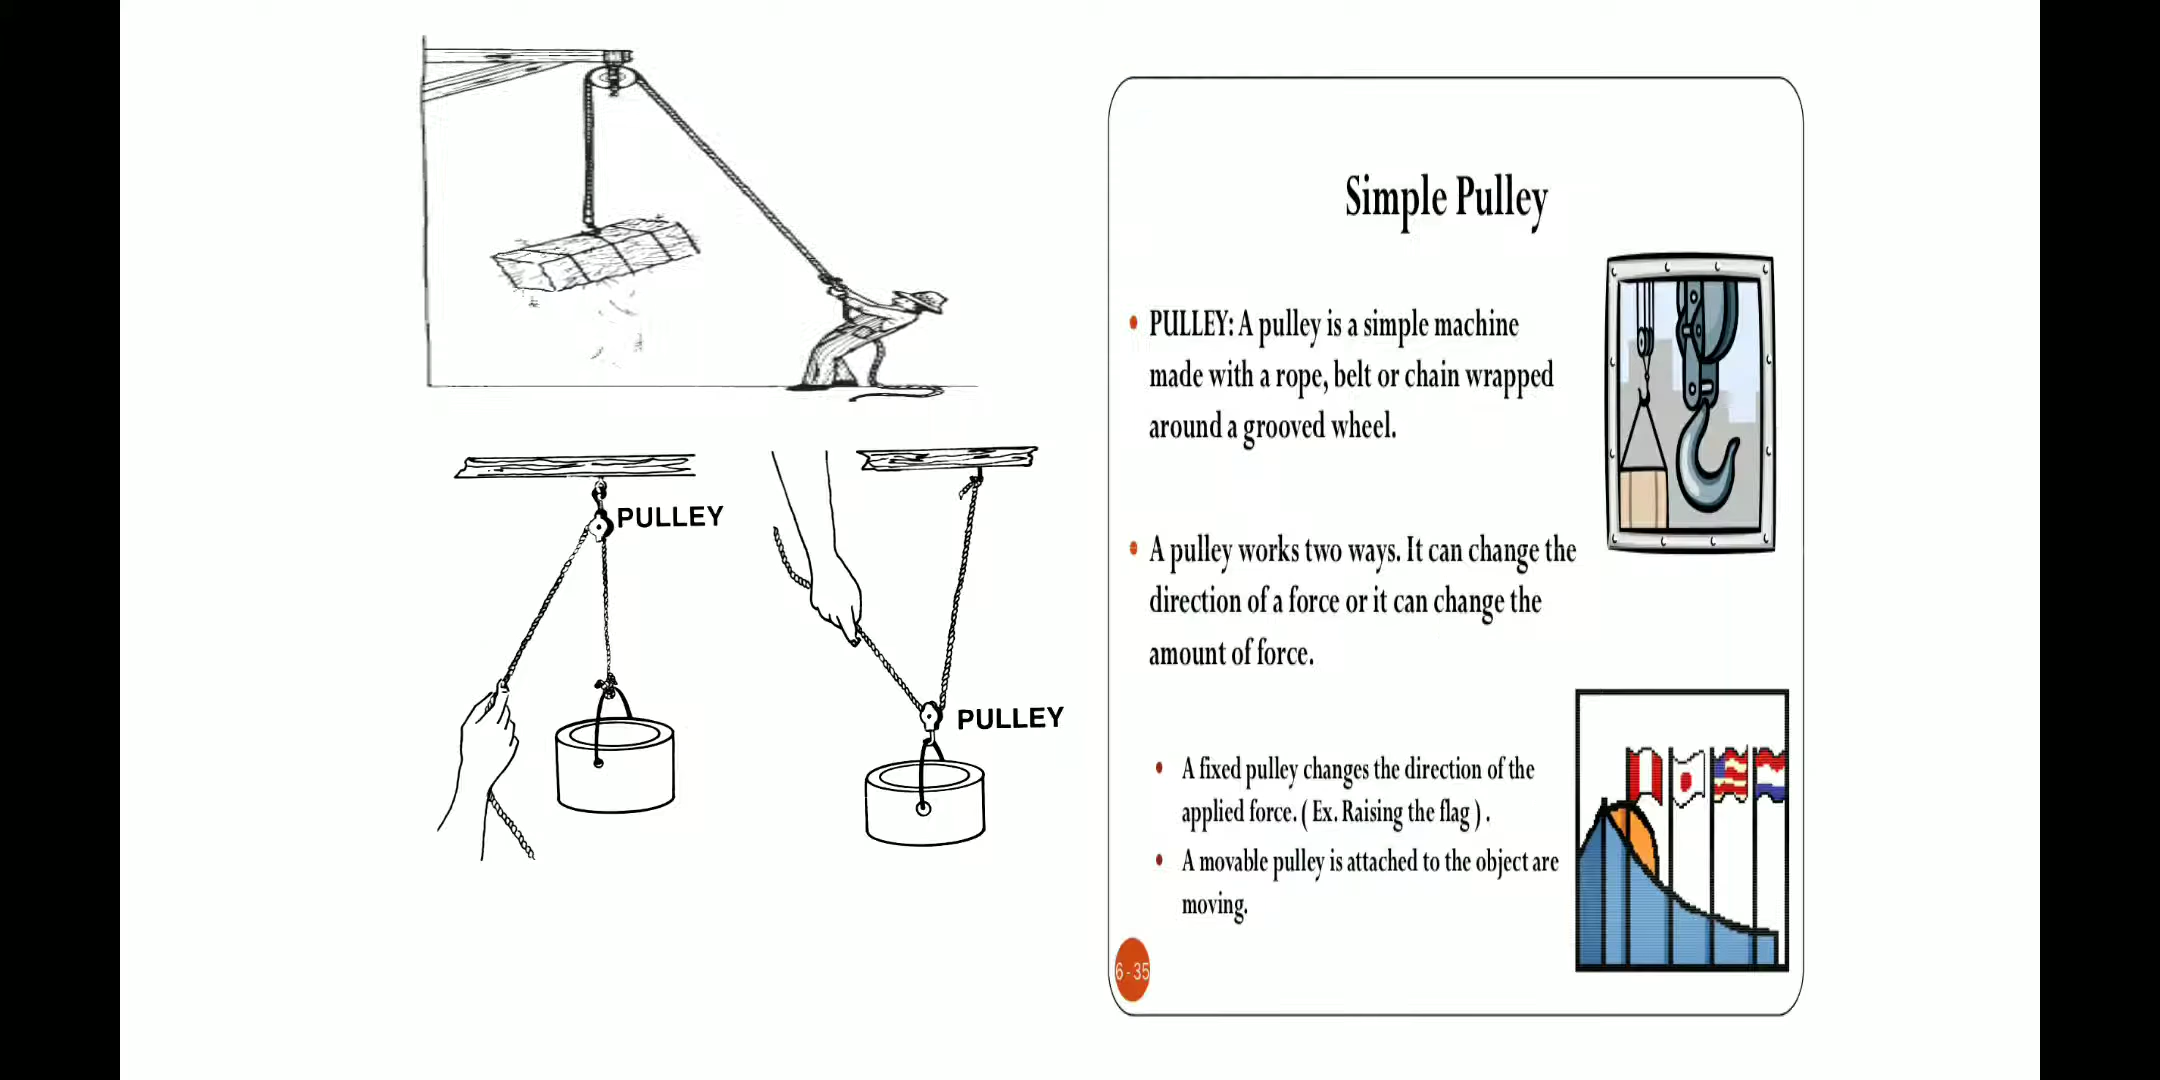 PULLEY
PULLEY
Simple Pulley
• PULLEY: A pulley is a simple machine
made with a rope, belt or chain wrapped
around a grooved wheel.
• A pulley works two ways. It can change the
direction of a force or it can change the
amount of force.
• A fixed pulley changes the direction of the
applied force. ( Ex. Raising the flag ) .
• A movable pulley is attached to the object are
moving.
6 - 35